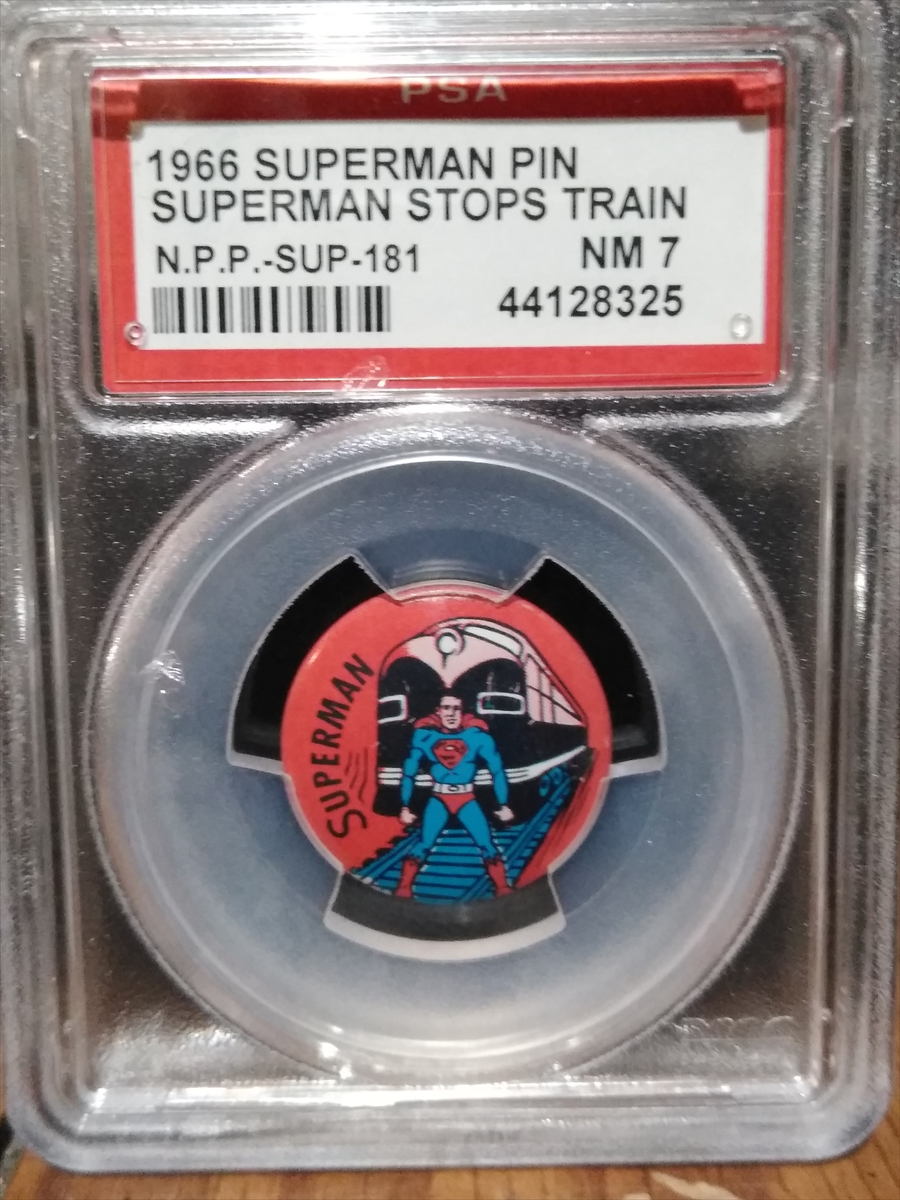 PSA
1966 SUPERMAN PIN
SUPERMAN STOPS TRAIN
N.P.P.-SUP-181 NM 7
44128325
SUPERMAN
S